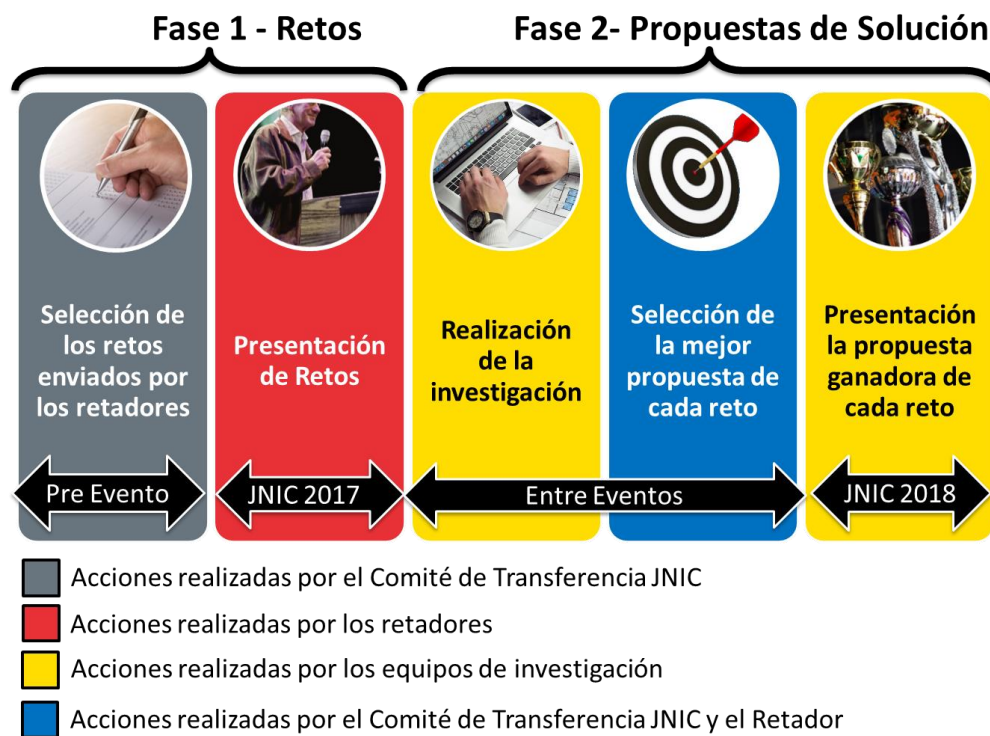 Fase 1 - Retos
Fase 2- Propuestas de Solución
Selección de
los retos
enviados por
los retadores
Presentación
de Retos
Realización
de la
investigación
Selección de
la mejor
propuesta de
cada reto
Presentación
la propuesta
ganadora de
cada reto
Pre Evento
JNIC 2017
Entre Eventos
JNIC 2018
Acciones realizadas por el Comité de Transferencia JNIC
Acciones realizadas por los retadores
Acciones realizadas por los equipos de investigación
Acciones realizadas por el Comité de Transferencia JNIC y el Retador